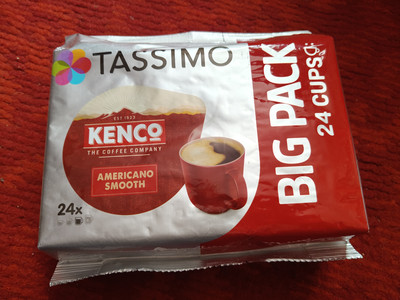 TASSIMO
EST 1923
KENCO
THE COFFEE COMPANY
AMERICANO
SMOOTH
24x
BIG PACK
24 CUPS